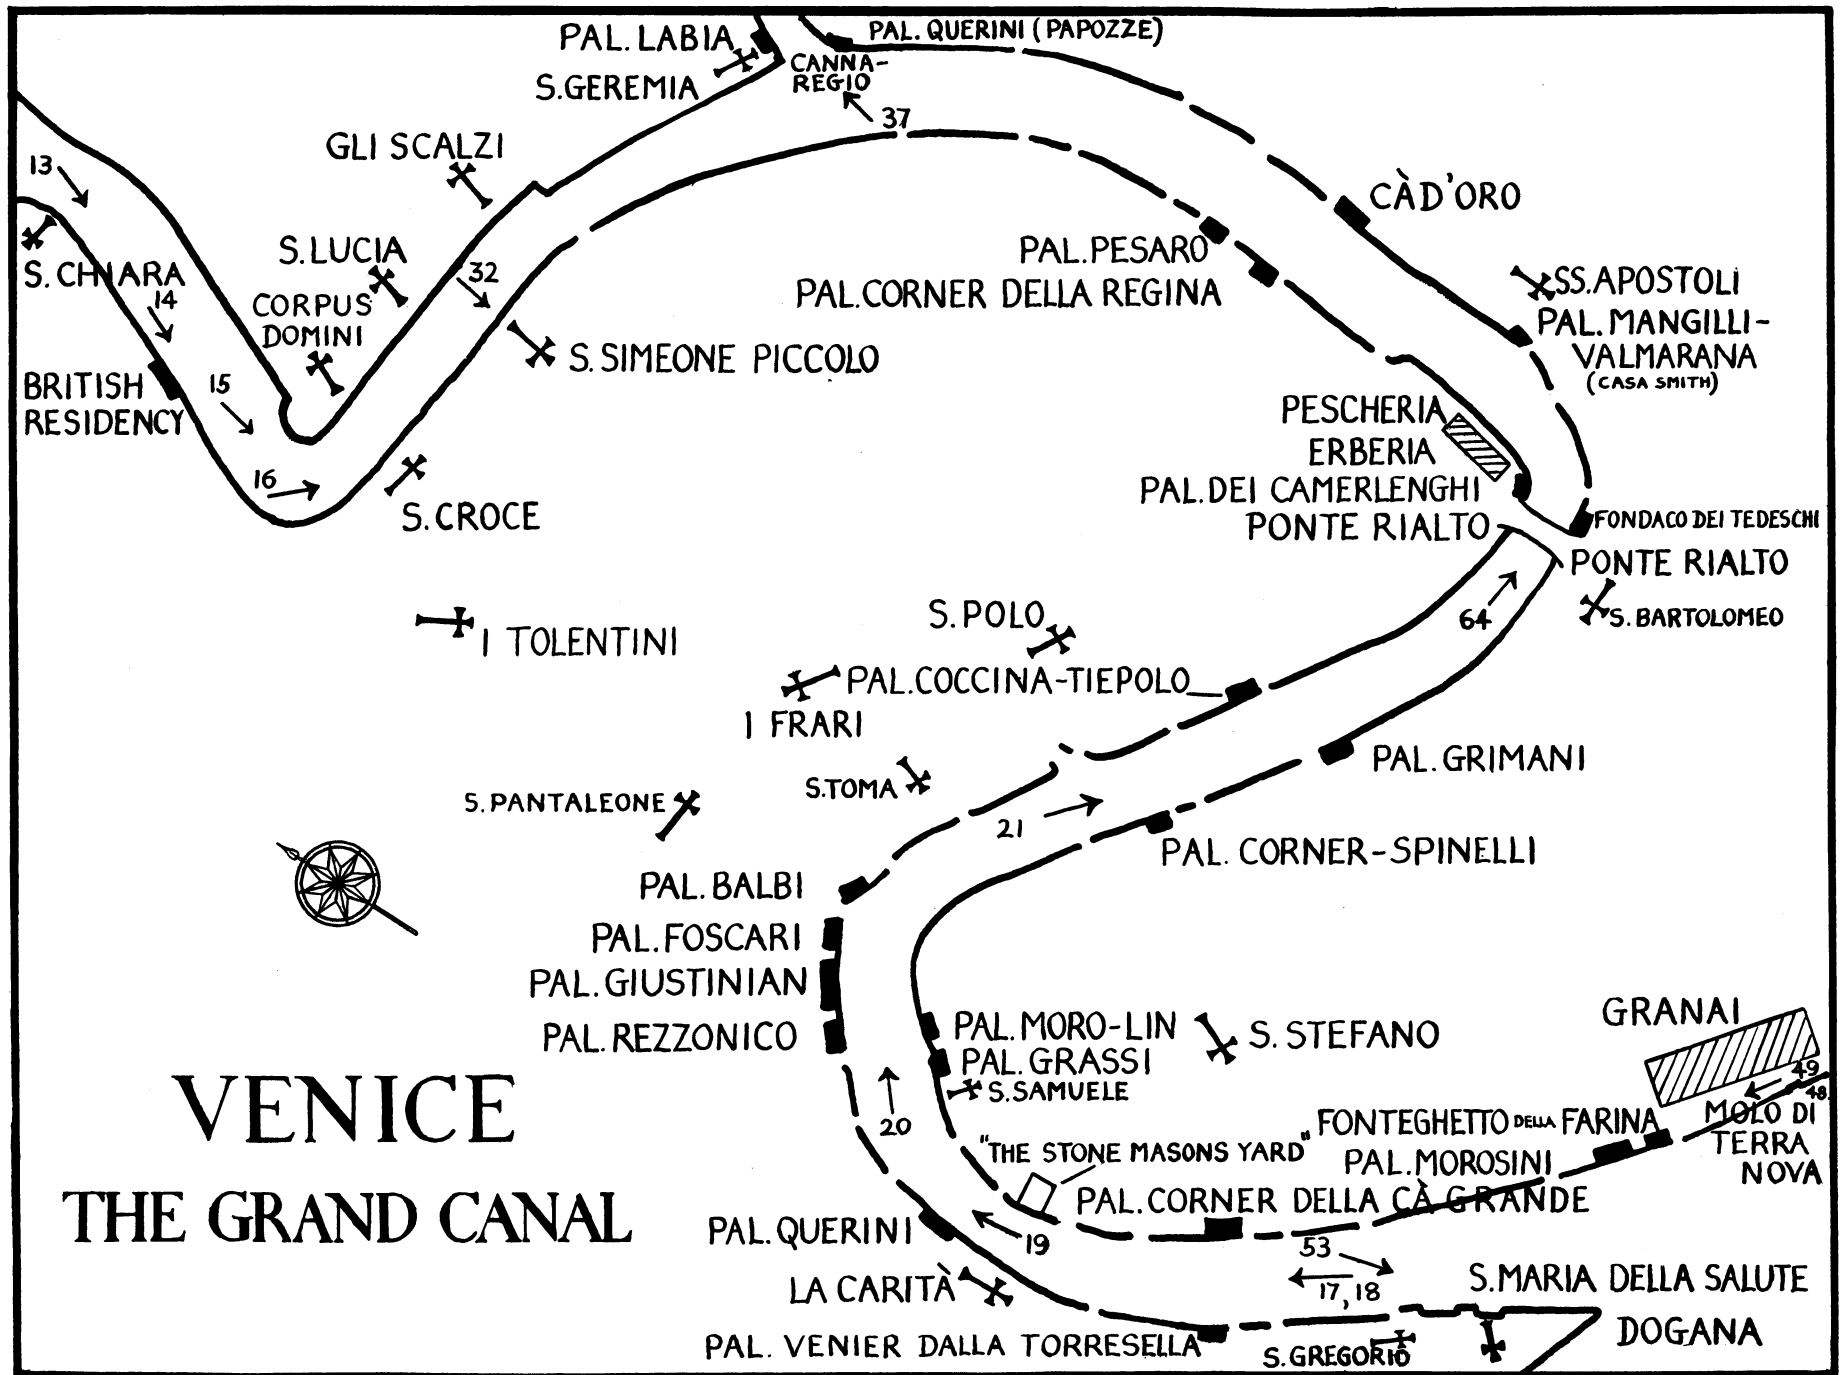 PAL. LABIA
PAL. QUERINI (PAPOZZE)
CANNA-
REGIO
S. GEREMIA
37
GLI SCALZI
13
CÀ D'ORO
S. LUCIA
PAL. PESARO
S. CHIARA
32
SS. APOSTOLI
14
CORPUS
DOMINI
PAL. CORNER DELLA REGINA
PAL. MANGILLI-
VALMARANA
(CASA SMITH)
S. SIMEONE PICCOLO
BRITISH
RESIDENCY
15
PESCHERIA
ERBERIA
16
PAL. DEI CAMERLENGHI
S. CROCE
PONTE RIALTO
FONDACO DEI TEDESCHI
PONTE RIALTO
S. POLO
64
S. BARTOLOMEO
I TOLENTINI
PAL. COCCINA-TIEPOLO
I FRARI
PAL. GRIMANI
S. TOMA
S. PANTALEONE
21
PAL. CORNER-SPINELLI
PAL. BALBI
PAL. FOSCARI
PAL. GIUSTINIAN
GRANAI
PAL. REZZONICO
PAL. MORO-LIN
S. STEFANO
PAL. GRASSI
S. SAMUELE
49
48
VENICE
THE GRAND CANAL
20
"THE STONE MASONS YARD"
FONTEGHETTO DELLA FARINA
MOLO DI
TERRA
NOVA
PAL. MOROSINI
PAL. CORNER DELLA CÀ GRANDE
PAL. QUERINI
19
53
17, 18
LA CARITÀ
S. MARIA DELLA SALUTE
DOGANA
PAL. VENIER DALLA TORRESELLA
S. GREGORIO